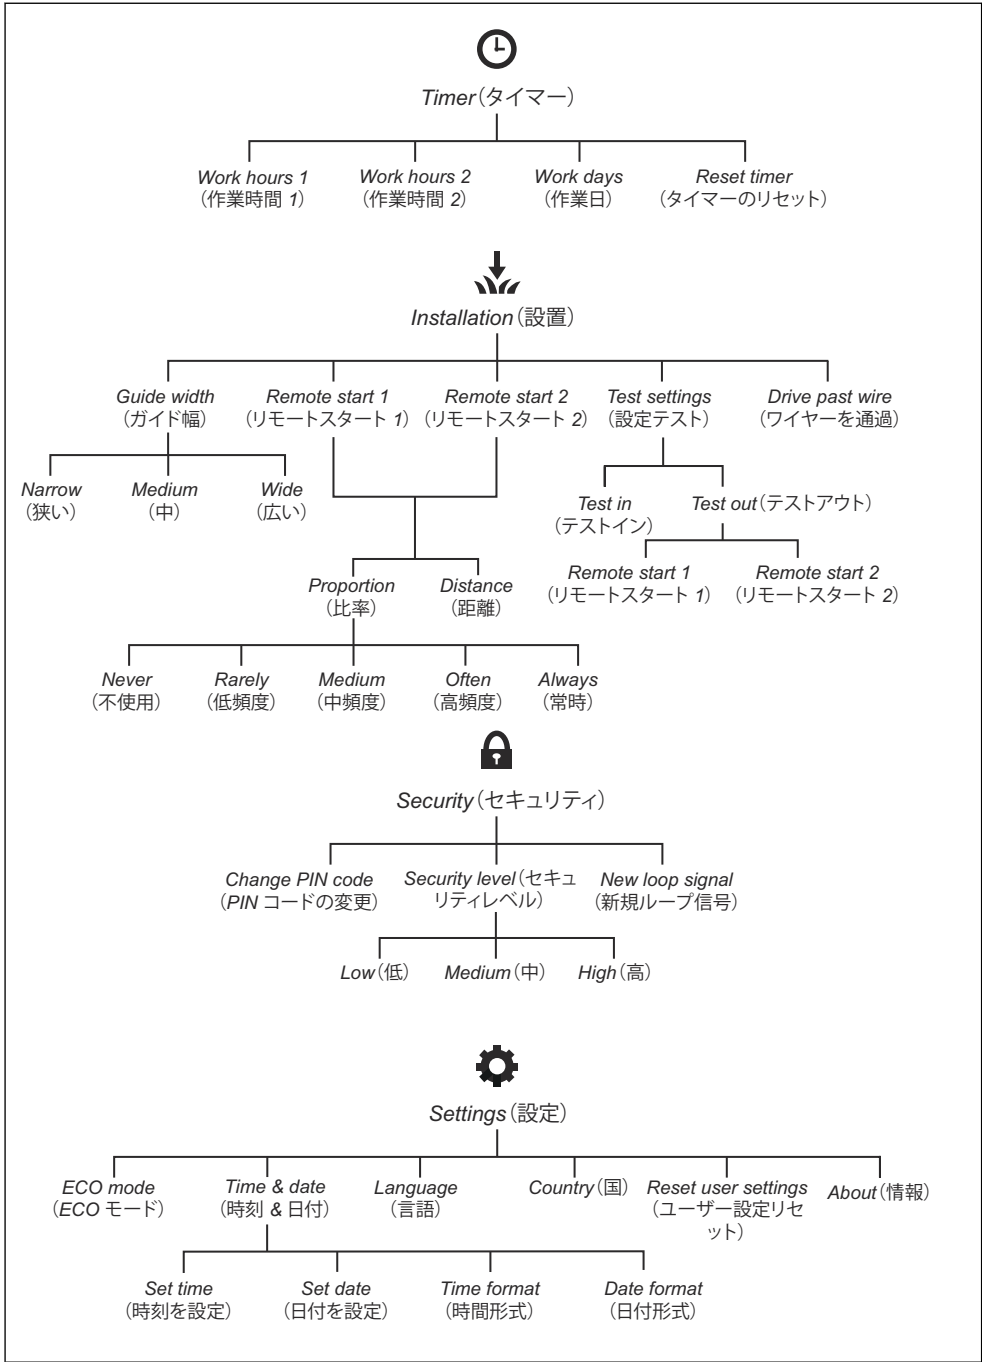 Timer（タイマー）
Work hours 1
（作業時間 1）
Work hours 2
（作業時間 2）
Work days
（作業日）
Reset timer
（タイマーのリセット）
Installation（設置）
Guide width
（ガイド幅）
Remote start 1
（リモートスタート 1）
Remote start 2
（リモートスタート 2）
Test settings
（設定テスト）
Drive past wire
（ワイヤーを通過）
Narrow
（狭い）
Medium
（中）
Wide
（広い）
Test in
（テストイン）
Test out（テストアウト）
Remote start 1
（リモートスタート 1）
Remote start 2
（リモートスタート 2）
Proportion
（比率）
Distance
（距離）
Never
（不使用）
Rarely
（低頻度）
Medium
（中頻度）
Often
（高頻度）
Always
（常時）
Security（セキュリティ）
Change PIN code
（PIN コードの変更）
Security level（セキュ
リティレベル）
New loop signal
（新規ループ信号）
Low（低）
Medium（中）
High（高）
Settings（設定）
ECO mode
（ECO モード）
Time & date
（時刻 & 日付）
Language
（言語）
Country（国）
Reset user settings
（ユーザー設定リセ
ット）
About（情報）
Set time
（時刻を設定）
Set date
（日付を設定）
Time format
（時間形式）
Date format
（日付形式）